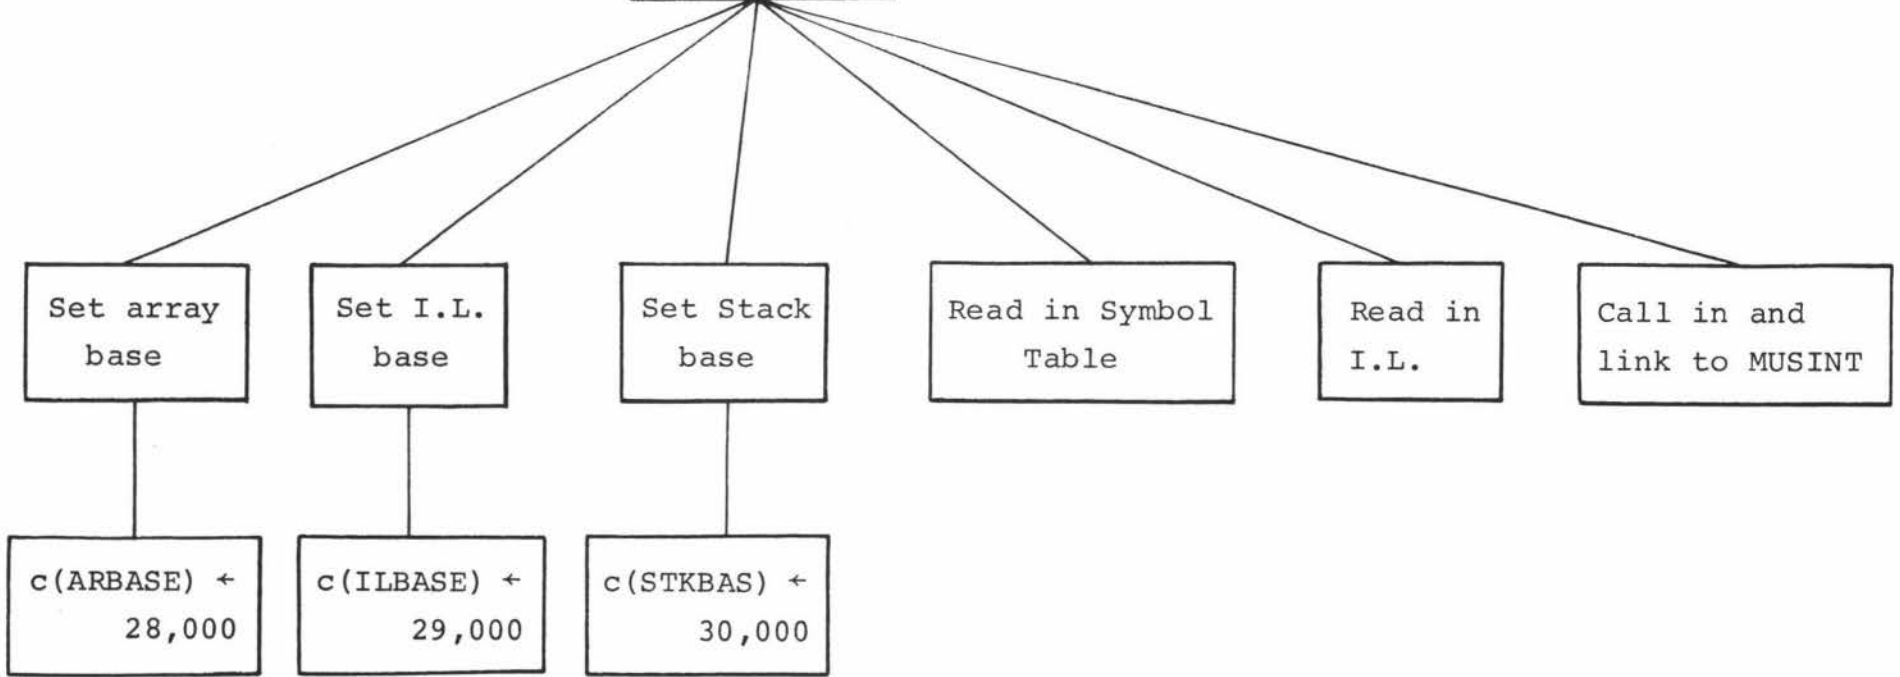 Set array
base
Set I.L.
base
Set Stack
base
Read in Symbol
Table
Read in
I.L.
Call in and
link to MUSINT
c(ARBASE) ←
28,000
c(ILBASE) ←
29,000
c(STKBAS) ←
30,000